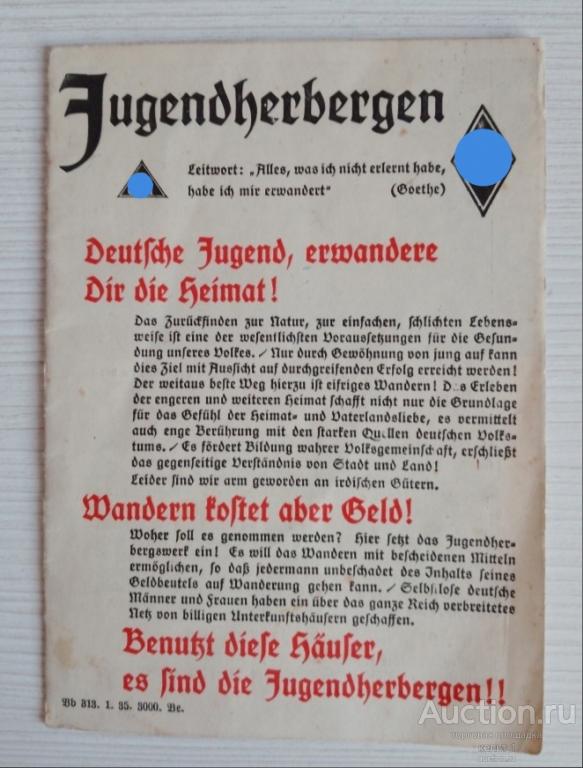 Jugendherbergen
Leitwort: „Alles, was ich nicht erlernt habe,
habe ich mir erwandert" (Goethe)
Deutsche Jugend, erwandere
Dir die Heimat!
Das Zurückfinden zur Natur, zur einfachen, schlichten Lebens-
weise ist eine der wesentlichsten Voraussetzungen für die Gesun-
dung unseres Volkes. / Nur durch Gewöhnung von jung auf kann
dies Ziel mit Aussicht auf durchgreifenden Erfolg erreicht werden!
Der weitaus beste Weg hierzu ist eifriges Wandern! Das Erleben
der engeren und weiteren Heimat schafft nicht nur die Grundlage
für das Gefühl der Heimat- und Vaterlandsliebe, es vermittelt
auch enge Berührung mit den starken Quellen deutschen Volks-
tums. / Es fördert Bildung wahrer Volksgemeinschaft, erschließt
das gegenseitige Verständnis von Stadt und Land!
Leider sind wir arm geworden an irdischen Gütern.
Wandern kostet aber Geld!
Woher soll es genommen werden? Hier setzt das Jugendher-
bergswerk ein! Es will das Wandern mit bescheidenen Mitteln
ermöglichen, so daß jedermann unbeschadet des Inhalts seines
Geldbeutels auf Wanderung gehen kann. / Selbstlose deutsche
Männer und Frauen haben ein über das ganze Reich verbreitetes
Netz von billigen Unterkunftshäusern geschaffen.
Benutzt diese Häuser,
es sind die Jugendherbergen!!
Bb 313. 1. 35. 3000. Be.
Auction.ru
торговая площадка